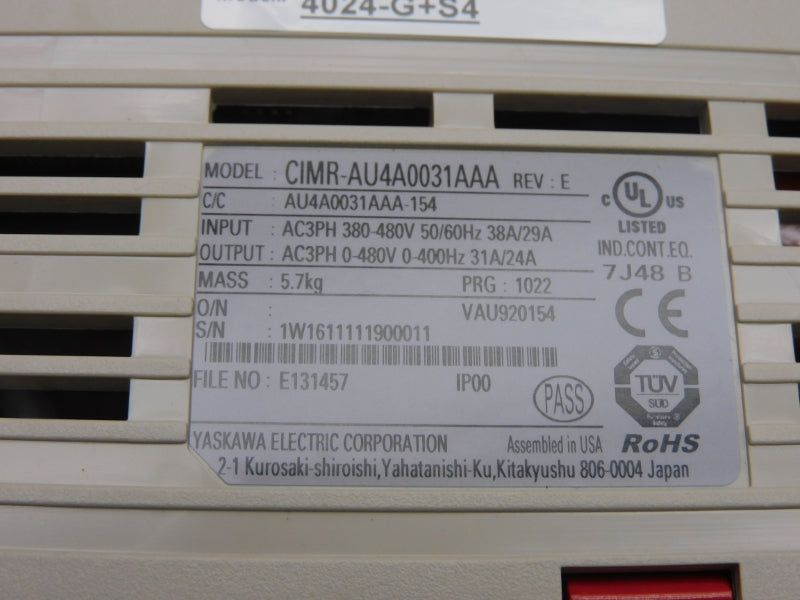 4024-G+S4
MODEL : CIMR-AU4A0031AAA REV : E
C/C : AU4A0031AAA-154
INPUT : AC3PH 380-480V 50/60Hz 38A/29A
OUTPUT : AC3PH 0-480V 0-400Hz 31A/24A
MASS : 5.7kg PRG : 1022
O/N : VAU920154
S/N : 1W1611111900011
FILE NO : E131457 IP00
PASS
YASKAWA ELECTRIC CORPORATION Assembled in USA
2-1 Kurosaki-shiroishi,Yahatanishi-Ku,Kitakyushu 806-0004 Japan
C UL US
LISTED
IND.CONT.EQ.
7J48 B
CE
TÜV
SÜD
RoHS